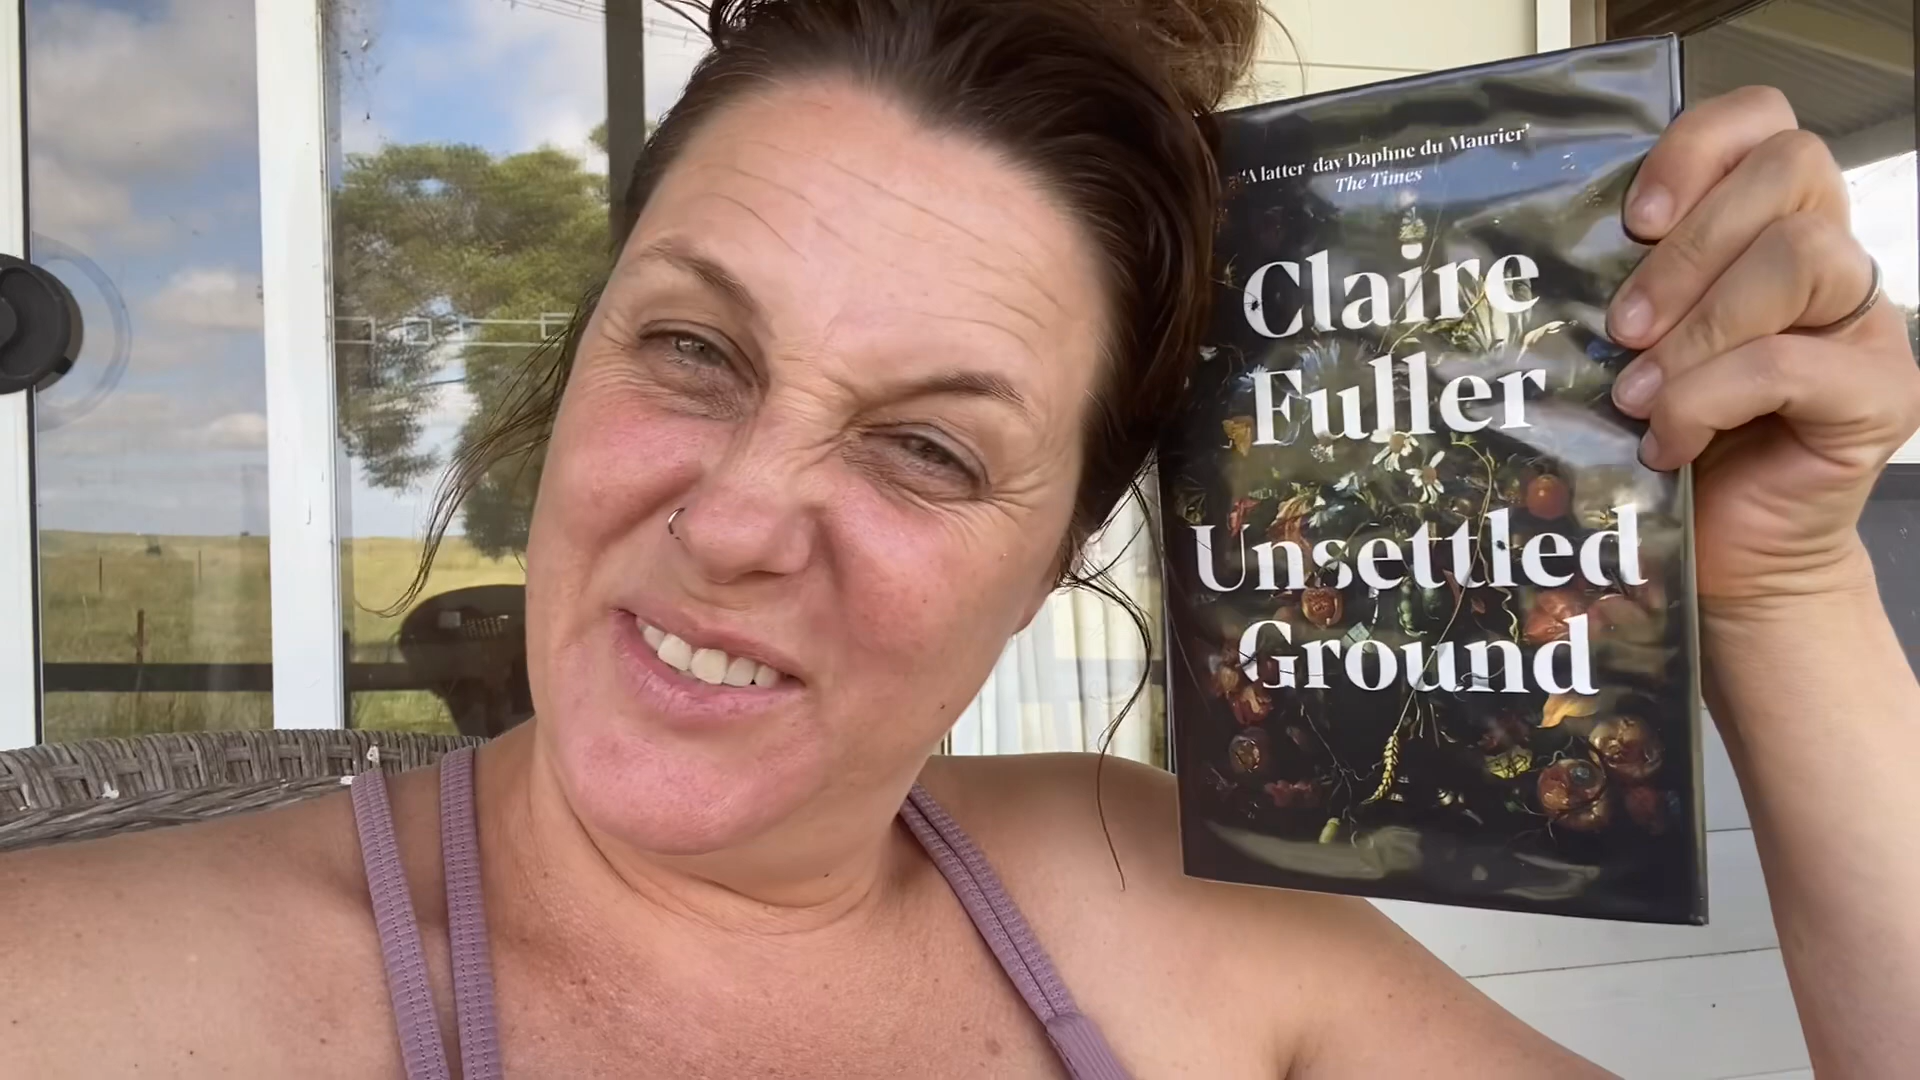 'A latter day Daphne du Maurier'
The Times
Claire
Fuller
Unsettled
Ground